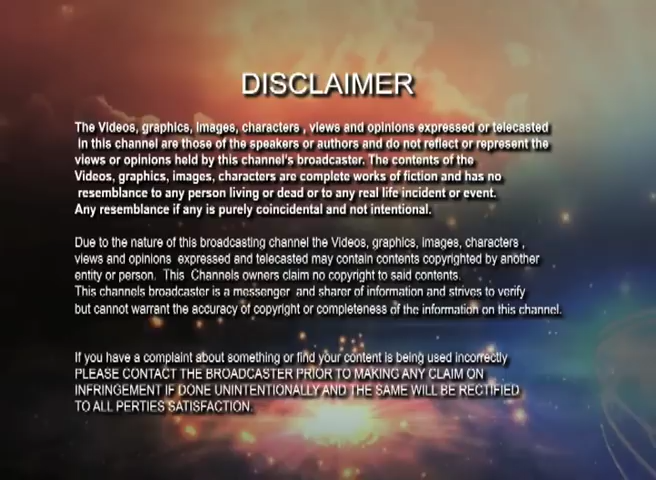 DISCLAIMER
The Videos, graphics, images, characters , views and opinions expressed or telecasted
in this channel are those of the speakers or authors and do not reflect or represent the
views or opinions held by this channel's broadcaster. The contents of the
Videos, graphics, images, characters are complete works of fiction and has no
resemblance to any person living or dead or to any real life incident or event.
Any resemblance if any is purely coincidental and not intentional.
Due to the nature of this broadcasting channel the Videos, graphics, images, characters ,
views and opinions expressed and telecasted may contain contents copyrighted by another
entity or person. This Channels owners claim no copyright to said contents.
This channels broadcaster is a messenger and sharer of information and strives to verify
but cannot warrant the accuracy of copyright or completeness of the information on this channel.
If you have a complaint about something or find your content is being used incorrectly
PLEASE CONTACT THE BROADCASTER PRIOR TO MAKING ANY CLAIM ON
INFRINGEMENT IF DONE UNINTENTIONALLY AND THE SAME WILL BE RECTIFIED
TO ALL PERTIES SATISFACTION.